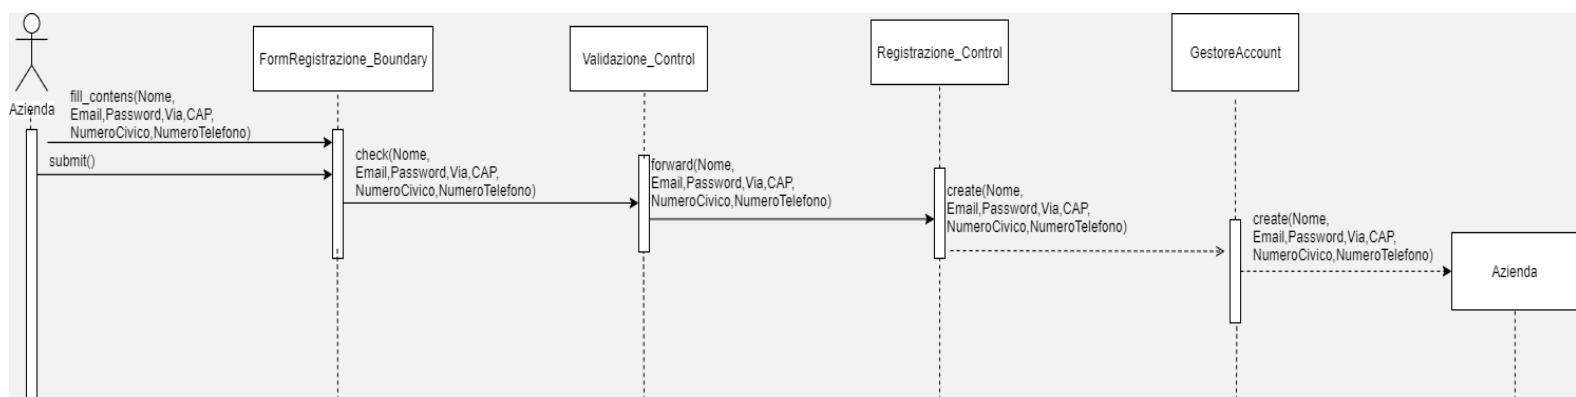 FormRegistrazione_Boundary
Validazione_Control
Registrazione_Control
GestoreAccount
Azienda
fill_contens(Nome,
Email,Password,Via,CAP,
NumeroCivico,NumeroTelefono)
submit()
check(Nome,
Email,Password,Via,CAP,
NumeroCivico,NumeroTelefono)
forward(Nome,
Email,Password,Via,CAP,
NumeroCivico,NumeroTelefono)
create(Nome,
Email,Password,Via,CAP,
NumeroCivico,NumeroTelefono)
create(Nome,
Email,Password,Via,CAP,
NumeroCivico,NumeroTelefono)
Azienda